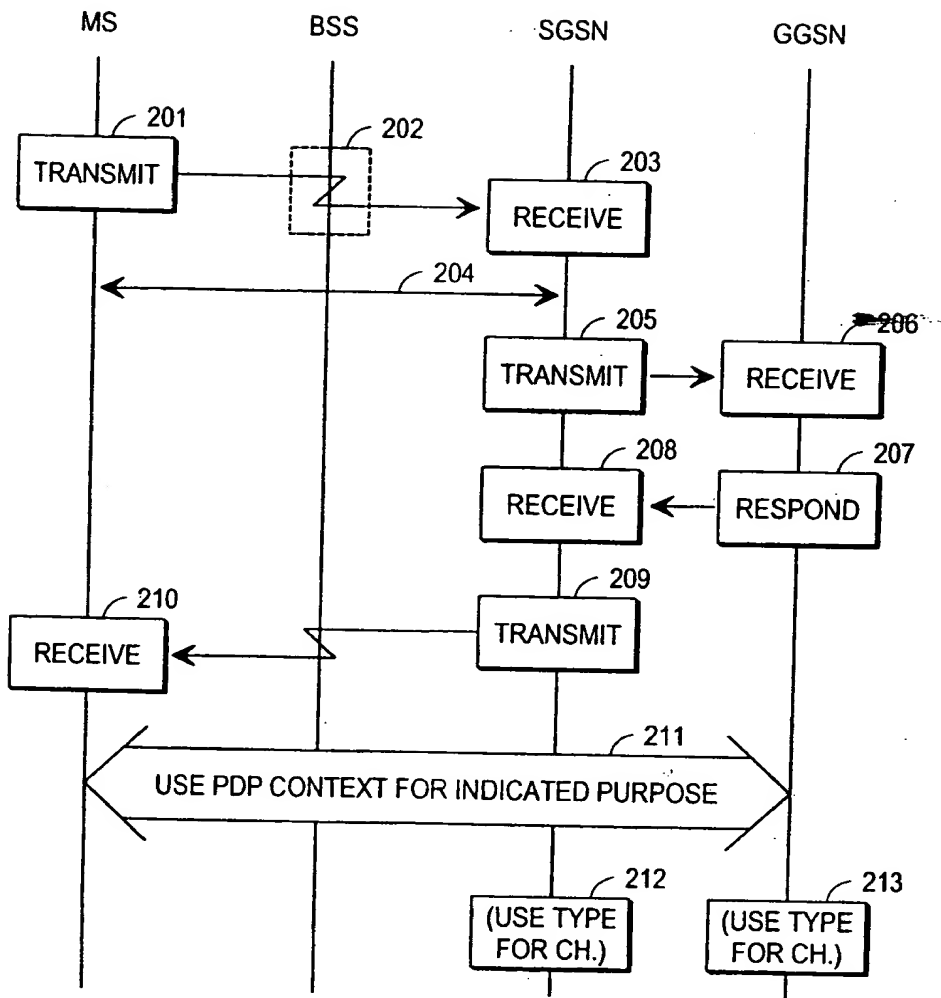 MS BSS SGSN GGSN
201
TRANSMIT
202
203
RECEIVE
204
205
TRANSMIT
206
RECEIVE
208
RECEIVE
207
RESPOND
209
TRANSMIT
210
RECEIVE
211
USE PDP CONTEXT FOR INDICATED PURPOSE
212
(USE TYPE
FOR CH.)
213
(USE TYPE
FOR CH.)